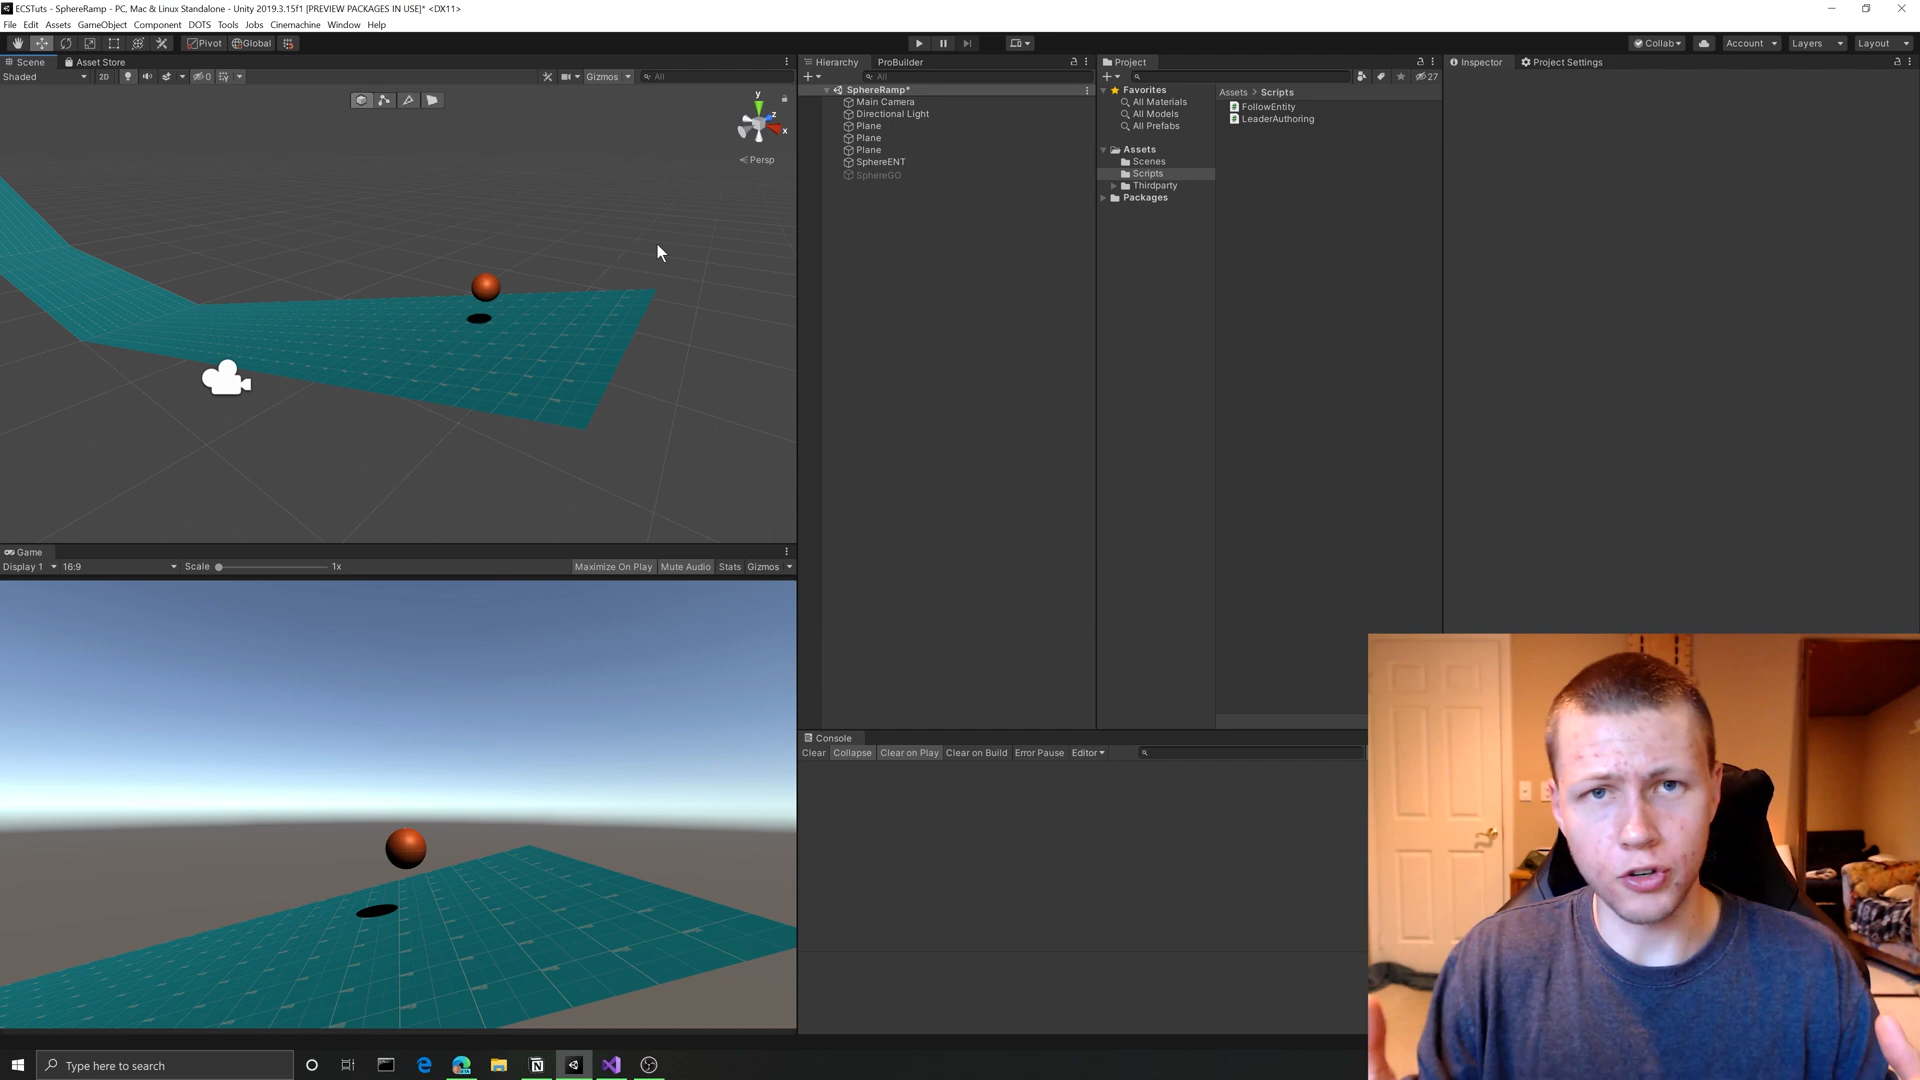 ECSTuts - SphereRamp - PC, Mac & Linux Standalone - Unity 2019.3.15f1 [PREVIEW PACKAGES IN USE]* <DX11>
File Edit Assets GameObject Component DOTS Tools Jobs Cinemachine Window Help
Pivot Global Collab Account Layers Layout
Scene Asset Store
Shaded 2D 0 Gizmos All
y
z
x
Persp
Hierarchy ProBuilder
All
SphereRamp*
Main Camera
Directional Light
Plane
Plane
Plane
SphereENT
SphereGO
Project
27
Favorites
All Materials
All Models
All Prefabs
Assets
Scenes
Scripts
Thirdparty
Packages
Assets > Scripts
FollowEntity
LeaderAuthoring
Inspector Project Settings
Game
Display 1 16:9 Scale 1x Maximize On Play Mute Audio Stats Gizmos
Console
Clear Collapse Clear on Play Clear on Build Error Pause Editor
Type here to search